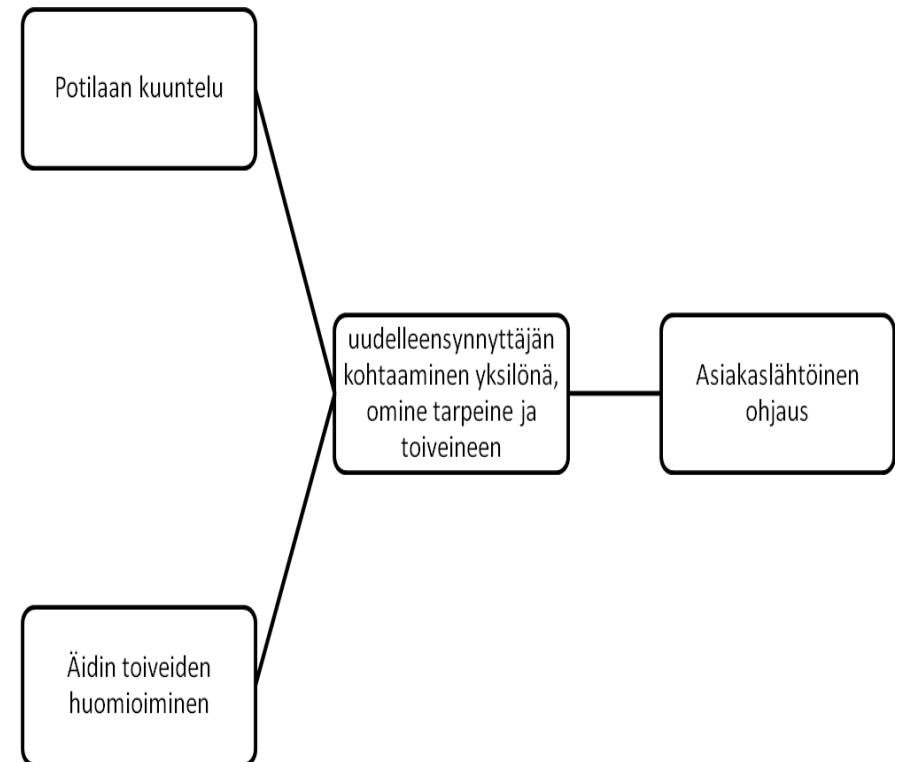 Potilaan kuuntelu
uudelleensynnyttäjän
kohtaaminen yksilönä,
omine tarpeine ja
toiveineen
Asiakaslähtöinen
ohjaus
Äidin toiveiden
huomioiminen